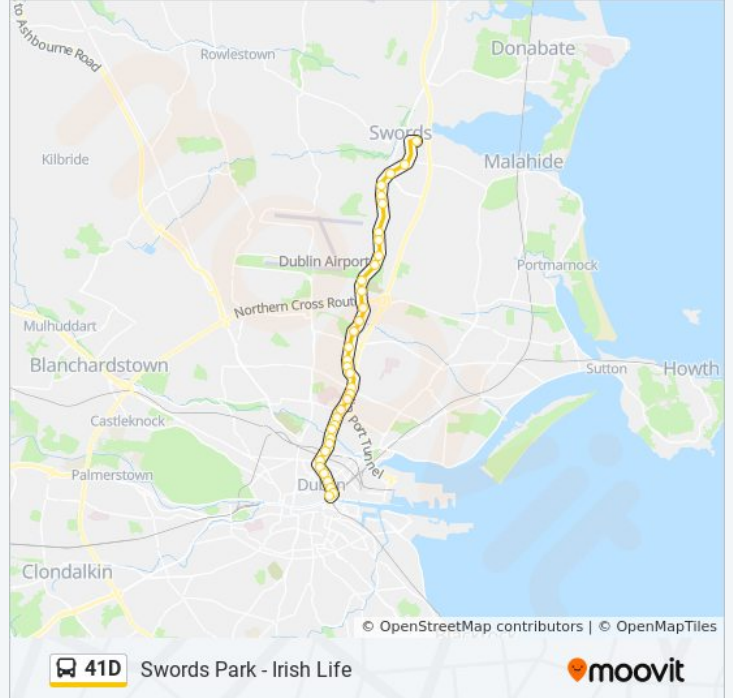 to Ashbourne Road
Donabate
Rowlestown
Swords
Kilbride
Malahide
Dublin Airport
Portmarnock
Northern Cross Route
Mulhuddart
Blanchardstown
Sutton
Howth
Castleknock
Port Tunnel
Palmerstown
Dublin
Clondalkin
© OpenStreetMap contributors | © OpenMapTiles
41D Swords Park - Irish Life
moovit